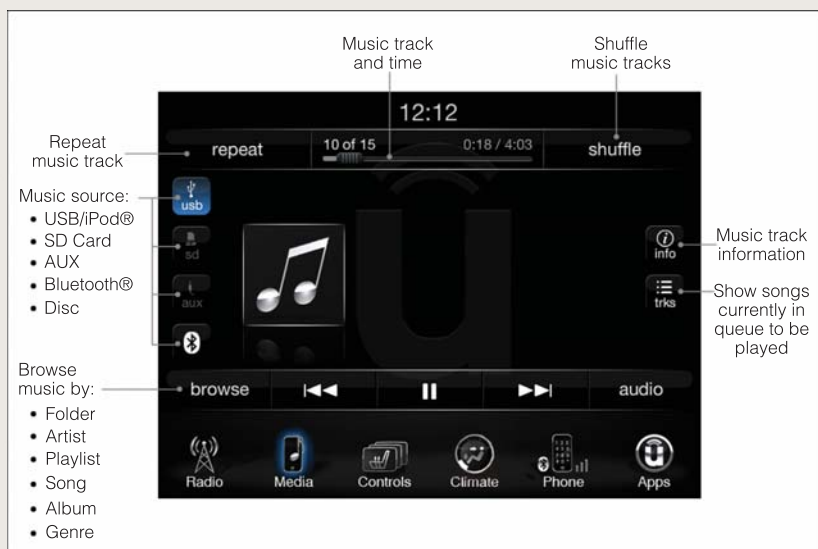 Music track
and time
Shuffle
music tracks
12:12
Repeat
music track
repeat
10 of 15
0:18 / 4:03
shuffle
Music source:
• USB/iPod®
• SD Card
• AUX
• Bluetooth®
• Disc
usb
sd
aux
info
trks
Music track
information
Show songs
currently in
queue to be
played
Browse
music by:
• Folder
• Artist
• Playlist
• Song
• Album
• Genre
browse
audio
Radio
Media
Controls
Climate
Phone
Apps